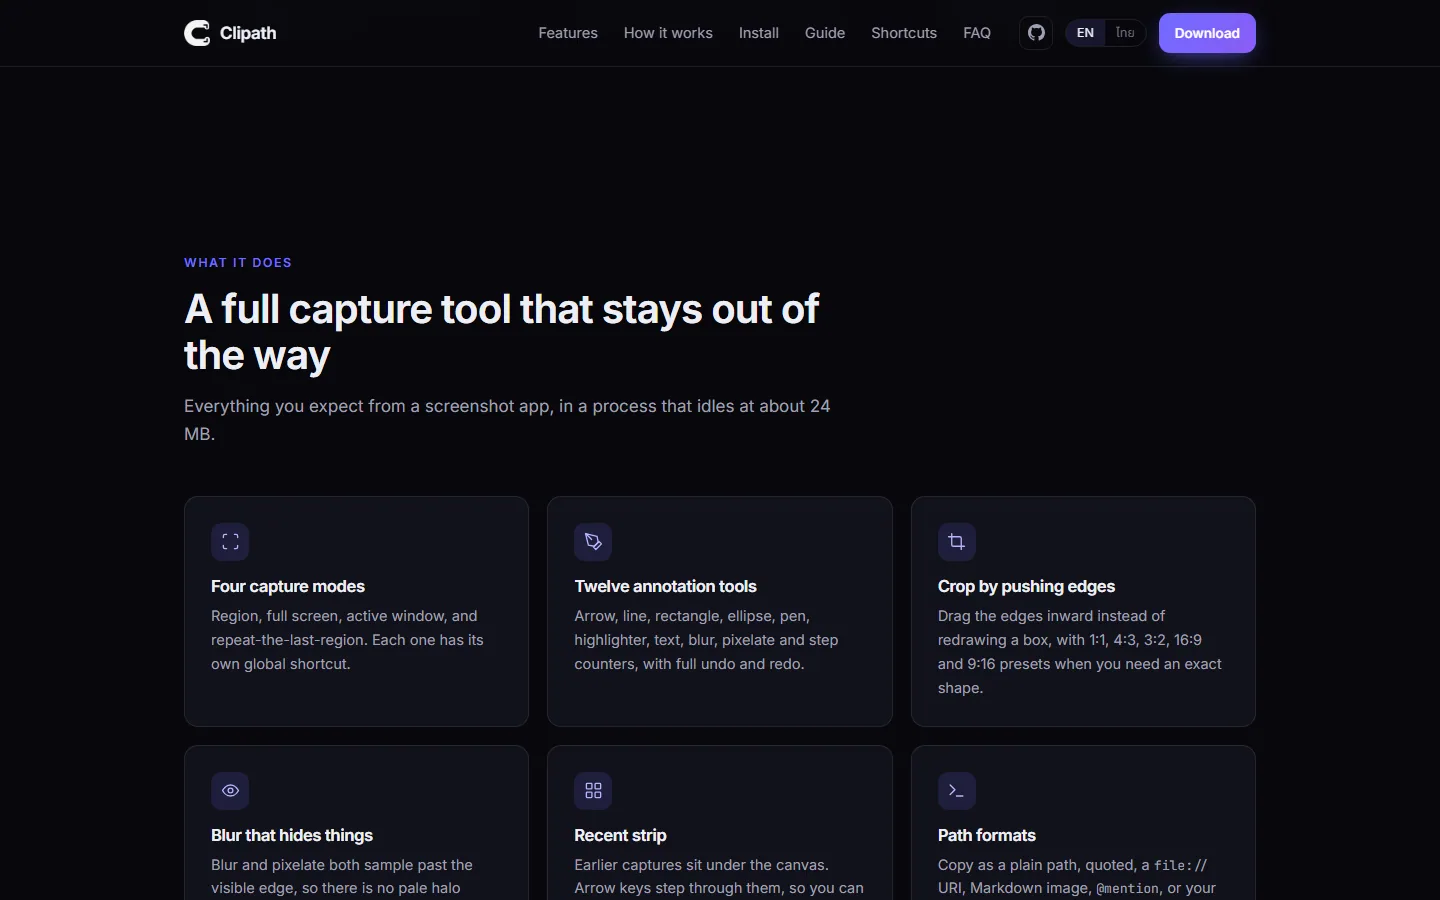 Clipath
Features
How it works
Install
Guide
Shortcuts
FAQ
EN
ไทย
Download
WHAT IT DOES
A full capture tool that stays out of
the way
Everything you expect from a screenshot app, in a process that idles at about 24
MB.
Four capture modes
Region, full screen, active window, and
repeat-the-last-region. Each one has its
own global shortcut.
Twelve annotation tools
Arrow, line, rectangle, ellipse, pen,
highlighter, text, blur, pixelate and step
counters, with full undo and redo.
Crop by pushing edges
Drag the edges inward instead of
redrawing a box, with 1:1, 4:3, 3:2, 16:9
and 9:16 presets when you need an exact
shape.
Blur that hides things
Blur and pixelate both sample past the
visible edge, so there is no pale halo
Recent strip
Earlier captures sit under the canvas.
Arrow keys step through them, so you can
Path formats
Copy as a plain path, quoted, a file://
URI, Markdown image, @mention, or your